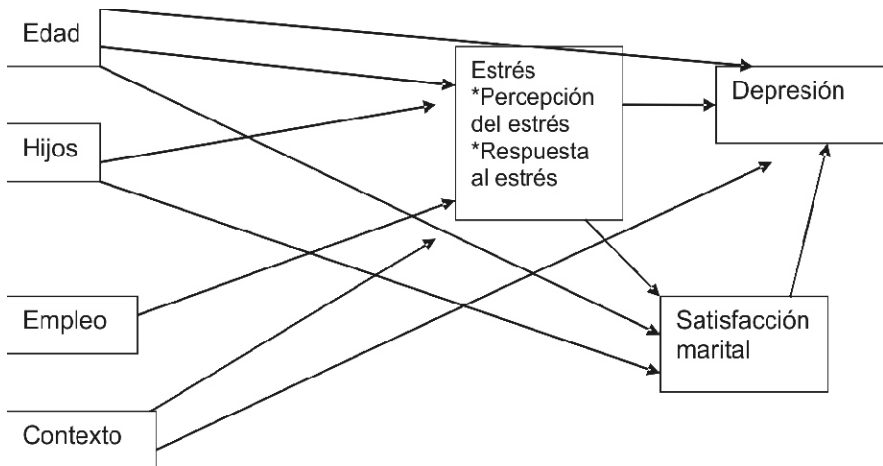 Edad
Estrés
*Percepción
del estrés
*Respuesta
al estrés
Depresión
Hijos
Empleo
Satisfacción
marital
Contexto